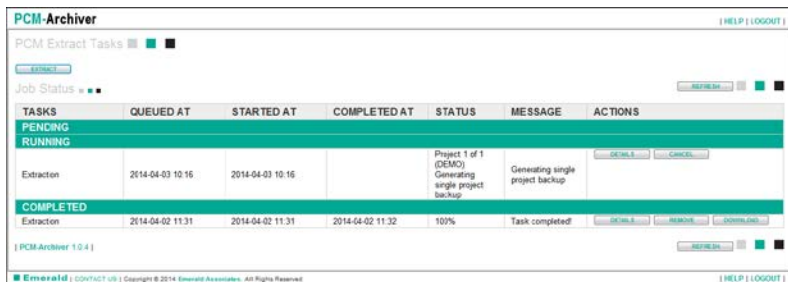 PCM-Archiver
| HELP | LOGOUT |
PCM Extract Tasks
EXTRACT
Job Status
REFRESH
TASKS QUEUED AT STARTED AT COMPLETED AT STATUS MESSAGE ACTIONS
PENDING
RUNNING
Extraction 2014-04-03 10:16 2014-04-03 10:16 Project 1 of 1 (DEMO) Generating single project backup Generating single project backup DETAILS CANCEL
COMPLETED
Extraction 2014-04-02 11:31 2014-04-02 11:31 2014-04-02 11:32 100% Task completed! DETAILS REMOVE DOWNLOAD
| PCM-Archiver 1.0.4 |
REFRESH
Emerald | CONTACT US | Copyright © 2014 Emerald Associates. All Rights Reserved
| HELP | LOGOUT |